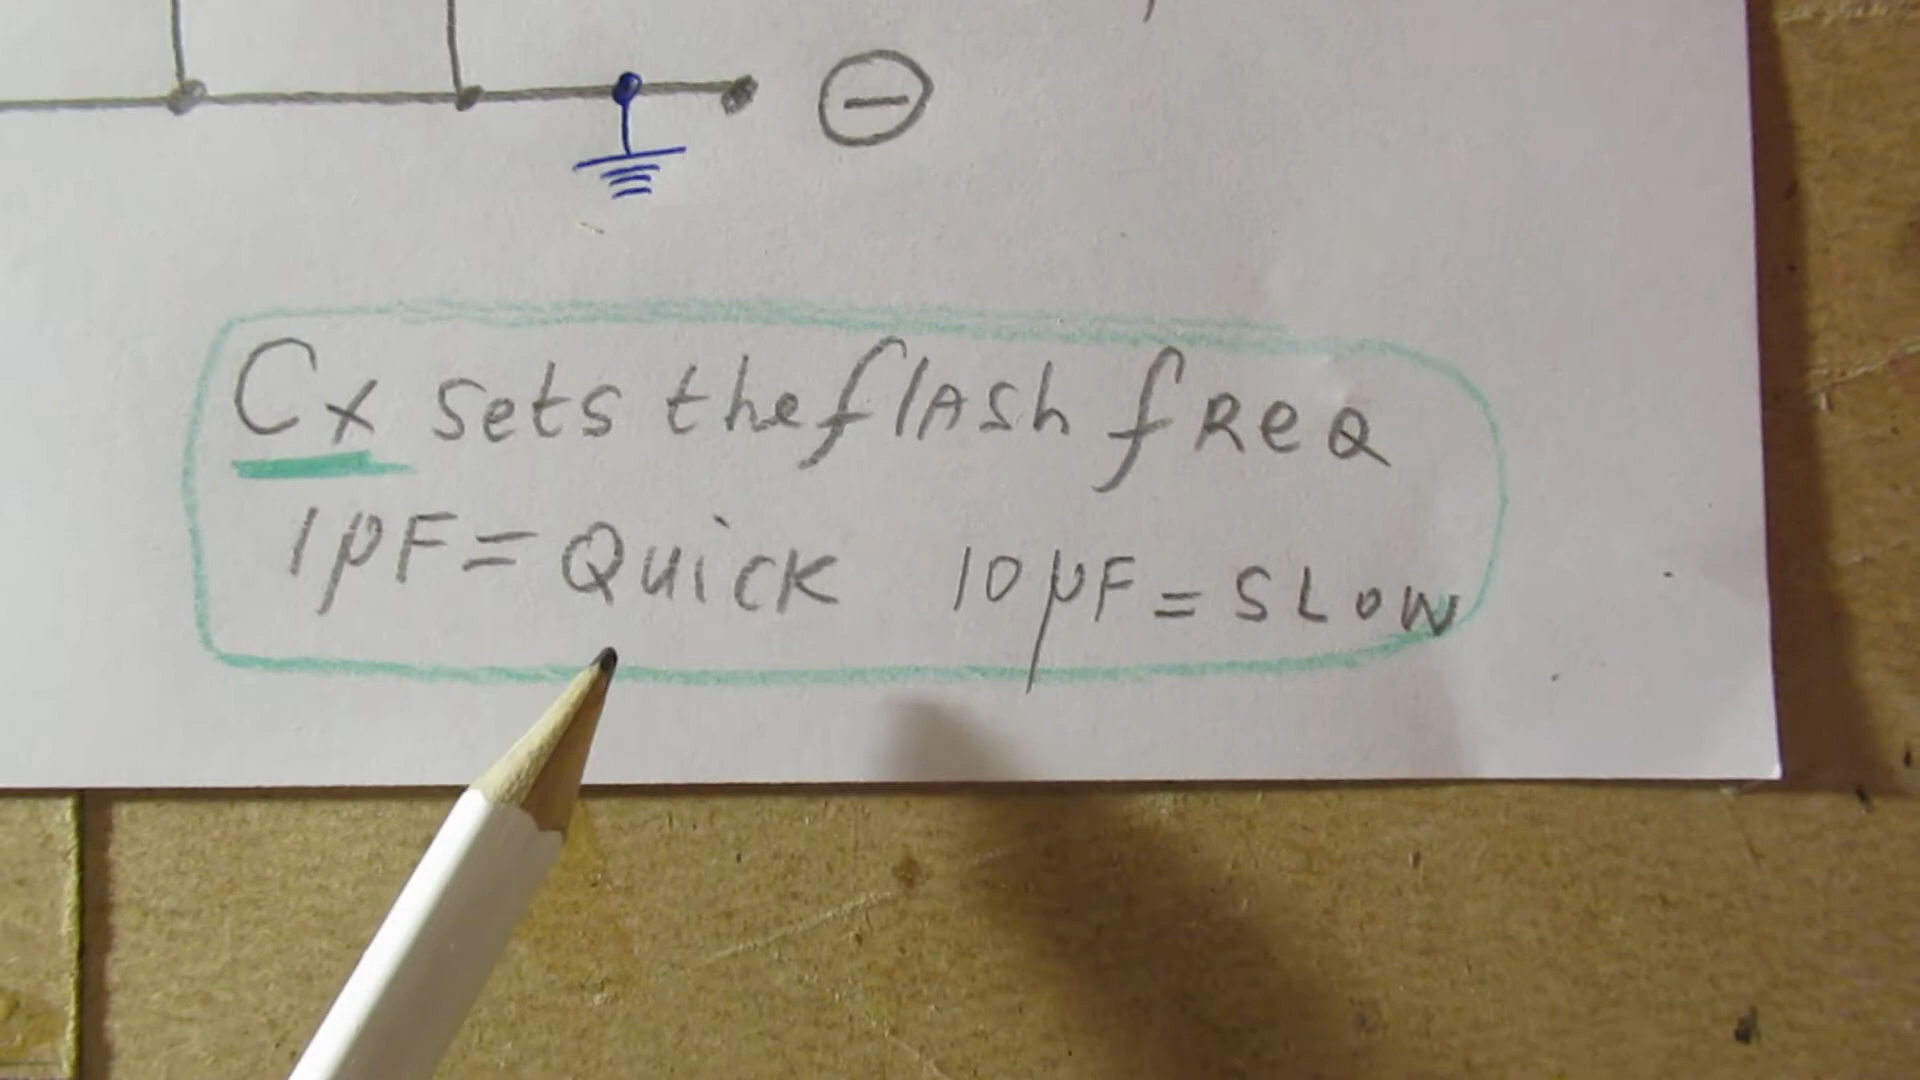 Cx sets the flASh fReQ
1µF = QuicK 10µF = SLOW